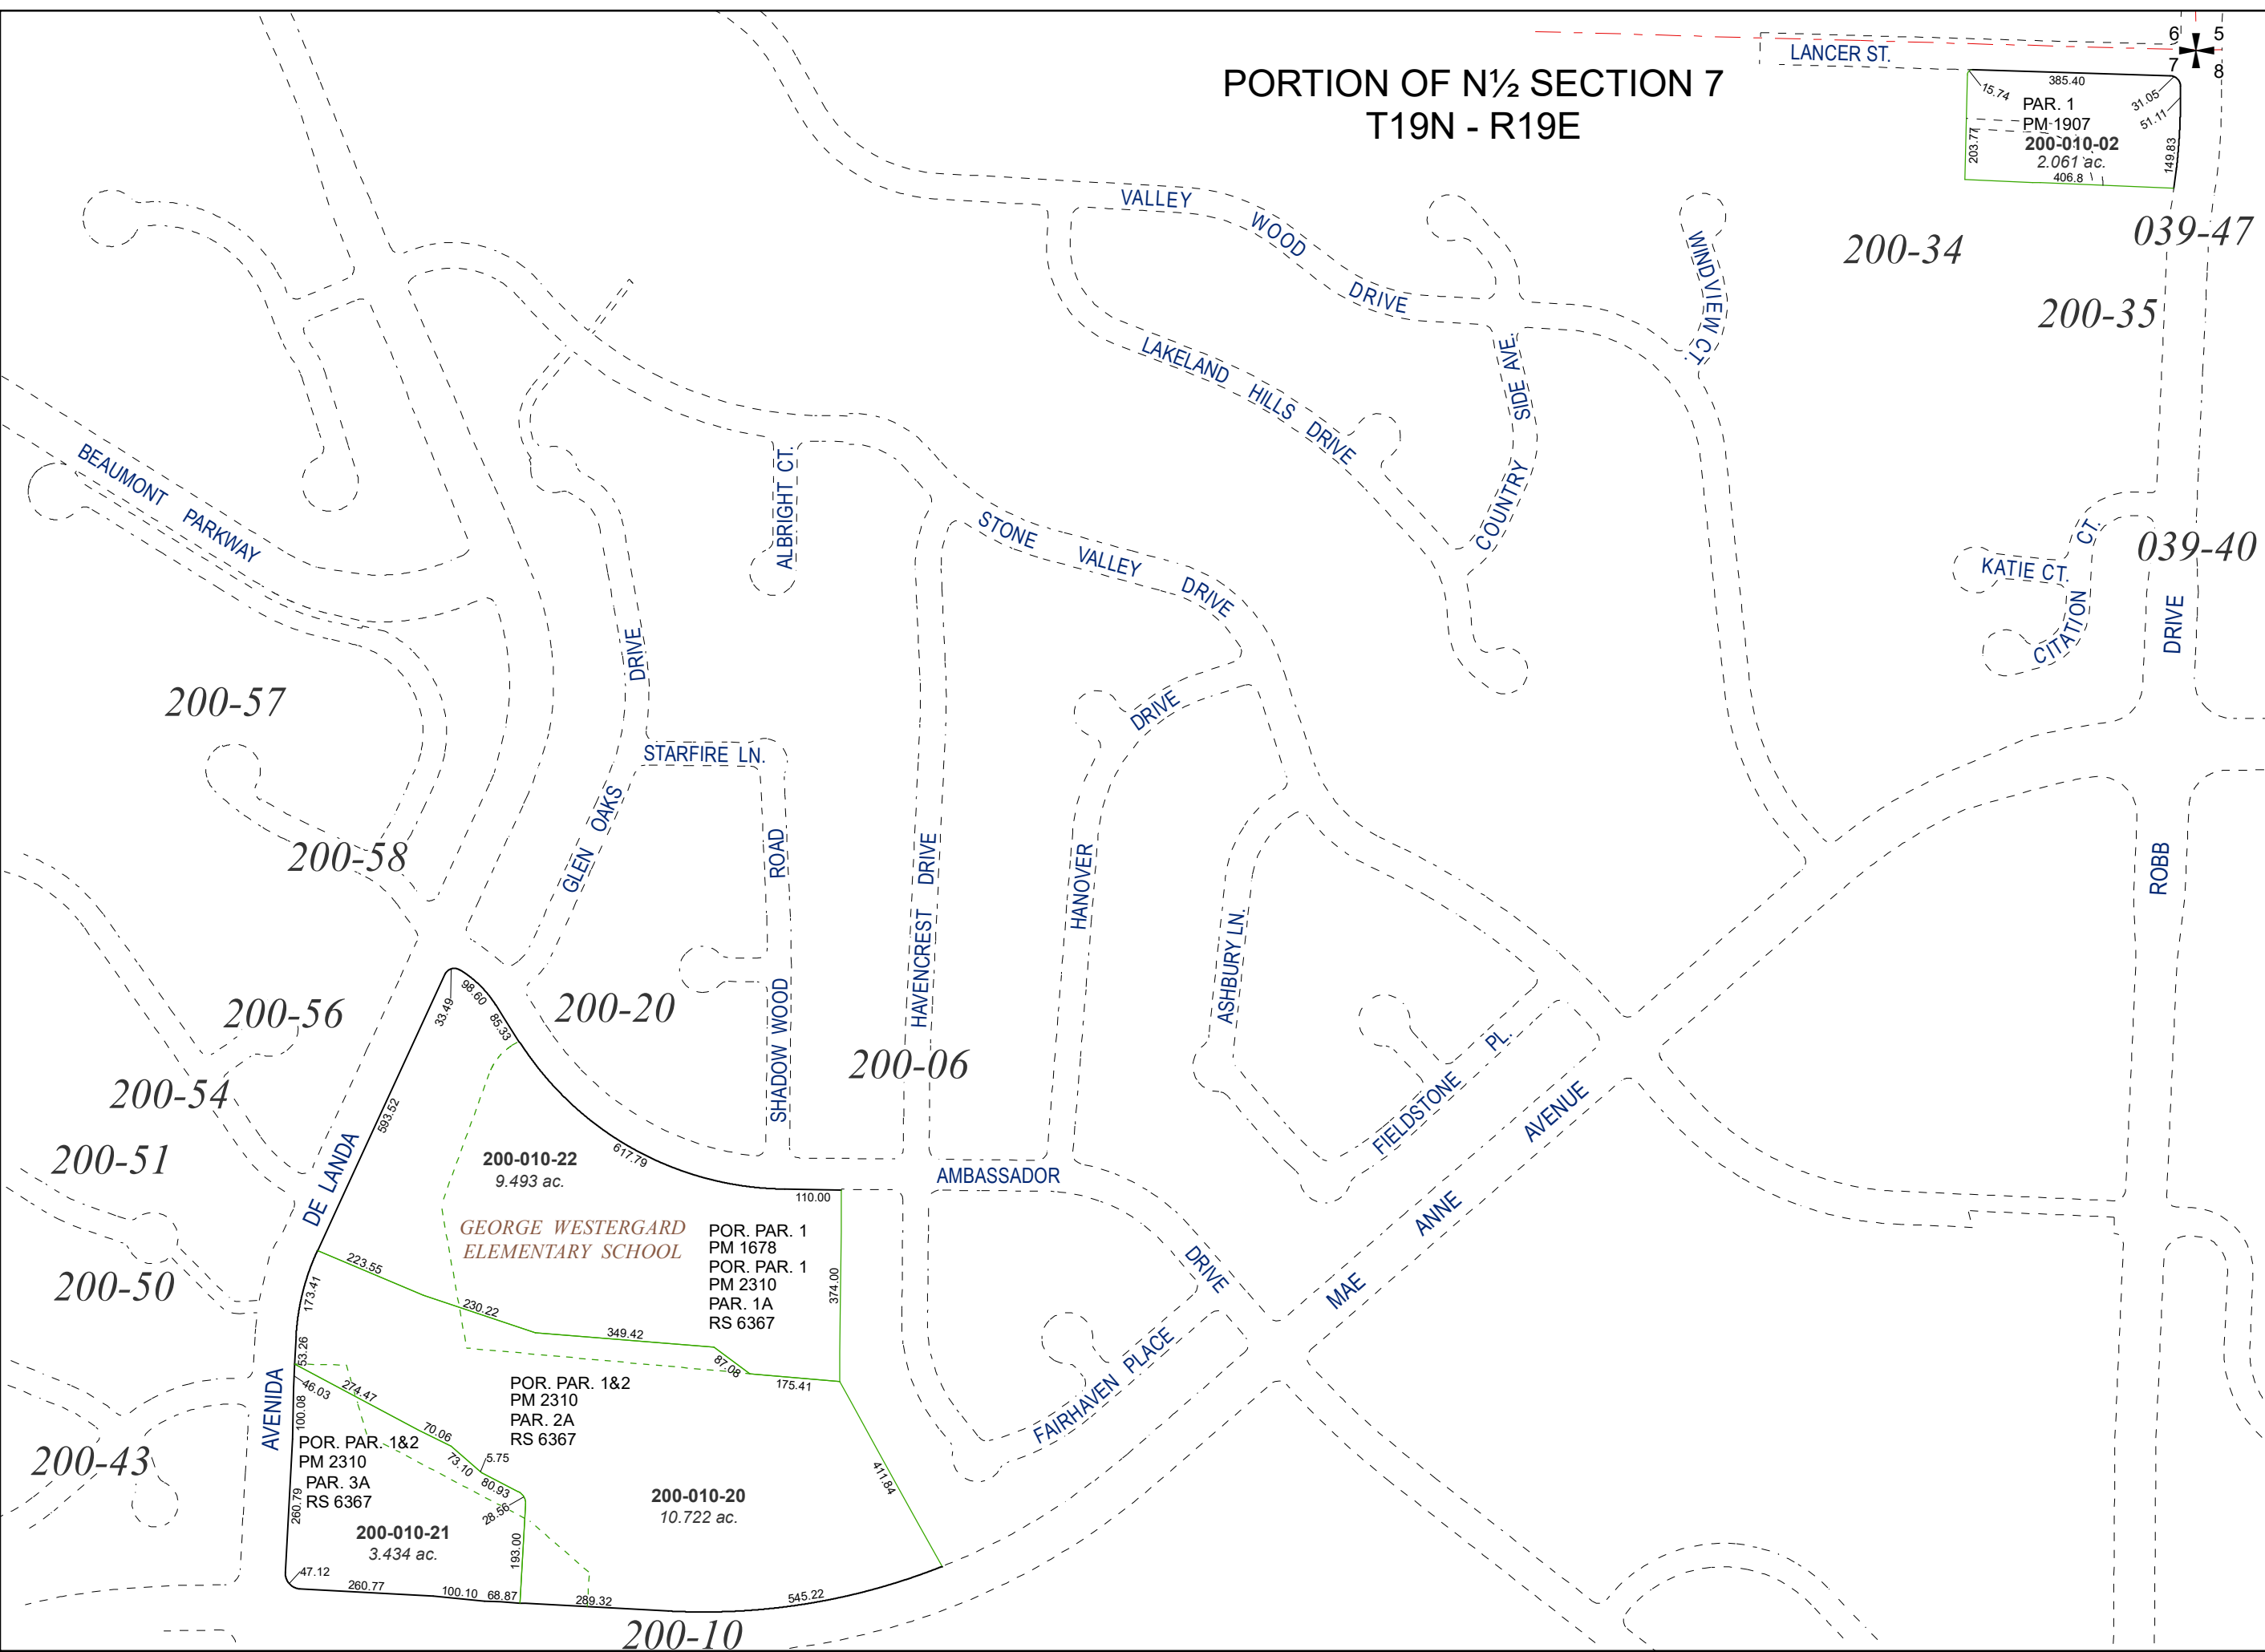 PORTION OF N½ SECTION 7
T19N - R19E
LANCER ST.
6
5
7
8
385.40
15.74
31.05
51.11
203.77
149.83
406.8
PAR. 1
PM 1907
200-010-02
2.061 ac.
039-47
200-34
200-35
039-40
VALLEY WOOD DRIVE
WINDVIEW CT.
LAKELAND HILLS DRIVE
COUNTRY SIDE AVE.
BEAUMONT PARKWAY
ALBRIGHT CT.
STONE VALLEY DRIVE
KATIE CT.
CITATION CT.
ROBB DRIVE
200-57
200-58
GLEN OAKS DRIVE
STARFIRE LN.
SHADOW WOOD ROAD
HAVENCREST DRIVE
HANOVER DRIVE
ASHBURY LN.
FIELDSTONE PL.
MAE ANNE AVENUE
200-56
200-20
200-06
200-54
200-51
200-50
200-43
200-10
AVENIDA DE LANDA
AMBASSADOR DRIVE
FAIRHAVEN PLACE
33.49
98.60
85.33
593.52
617.79
110.00
200-010-22
9.493 ac.
GEORGE WESTERGARD
ELEMENTARY SCHOOL
POR. PAR. 1
PM 1678
POR. PAR. 1
PM 2310
PAR. 1A
RS 6367
374.00
223.55
230.22
349.42
87.08
175.41
173.41
53.26
46.03
274.47
70.06
73.10
5.75
80.93
28.56
193.00
100.08
260.79
47.12
260.77
100.10
68.87
289.32
545.22
411.84
POR. PAR. 1&2
PM 2310
PAR. 2A
RS 6367
200-010-20
10.722 ac.
POR. PAR. 1&2
PM 2310
PAR. 3A
RS 6367
200-010-21
3.434 ac.